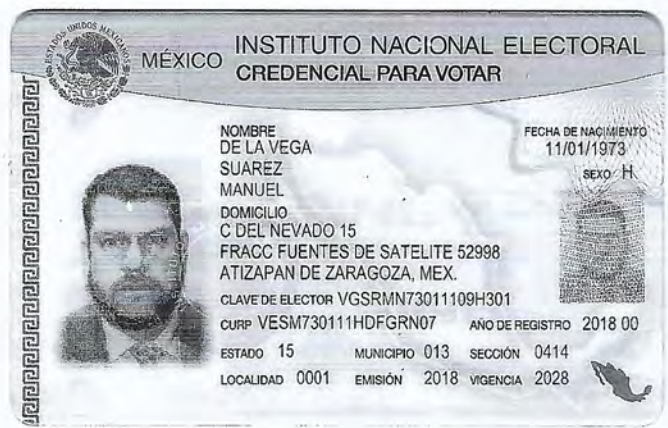 ESTADOS UNIDOS MEXICANOS
MÉXICO
INSTITUTO NACIONAL ELECTORAL
CREDENCIAL PARA VOTAR
NOMBRE
DE LA VEGA
SUAREZ
MANUEL
FECHA DE NACIMIENTO
11/01/1973
SEXO H
DOMICILIO
C DEL NEVADO 15
FRACC FUENTES DE SATELITE 52998
ATIZAPAN DE ZARAGOZA, MEX.
CLAVE DE ELECTOR VGSRMN73011109H301
CURP VESM730111HDFGRN07 AÑO DE REGISTRO 2018 00
ESTADO 15 MUNICIPIO 013 SECCIÓN 0414
LOCALIDAD 0001 EMISIÓN 2018 VIGENCIA 2028